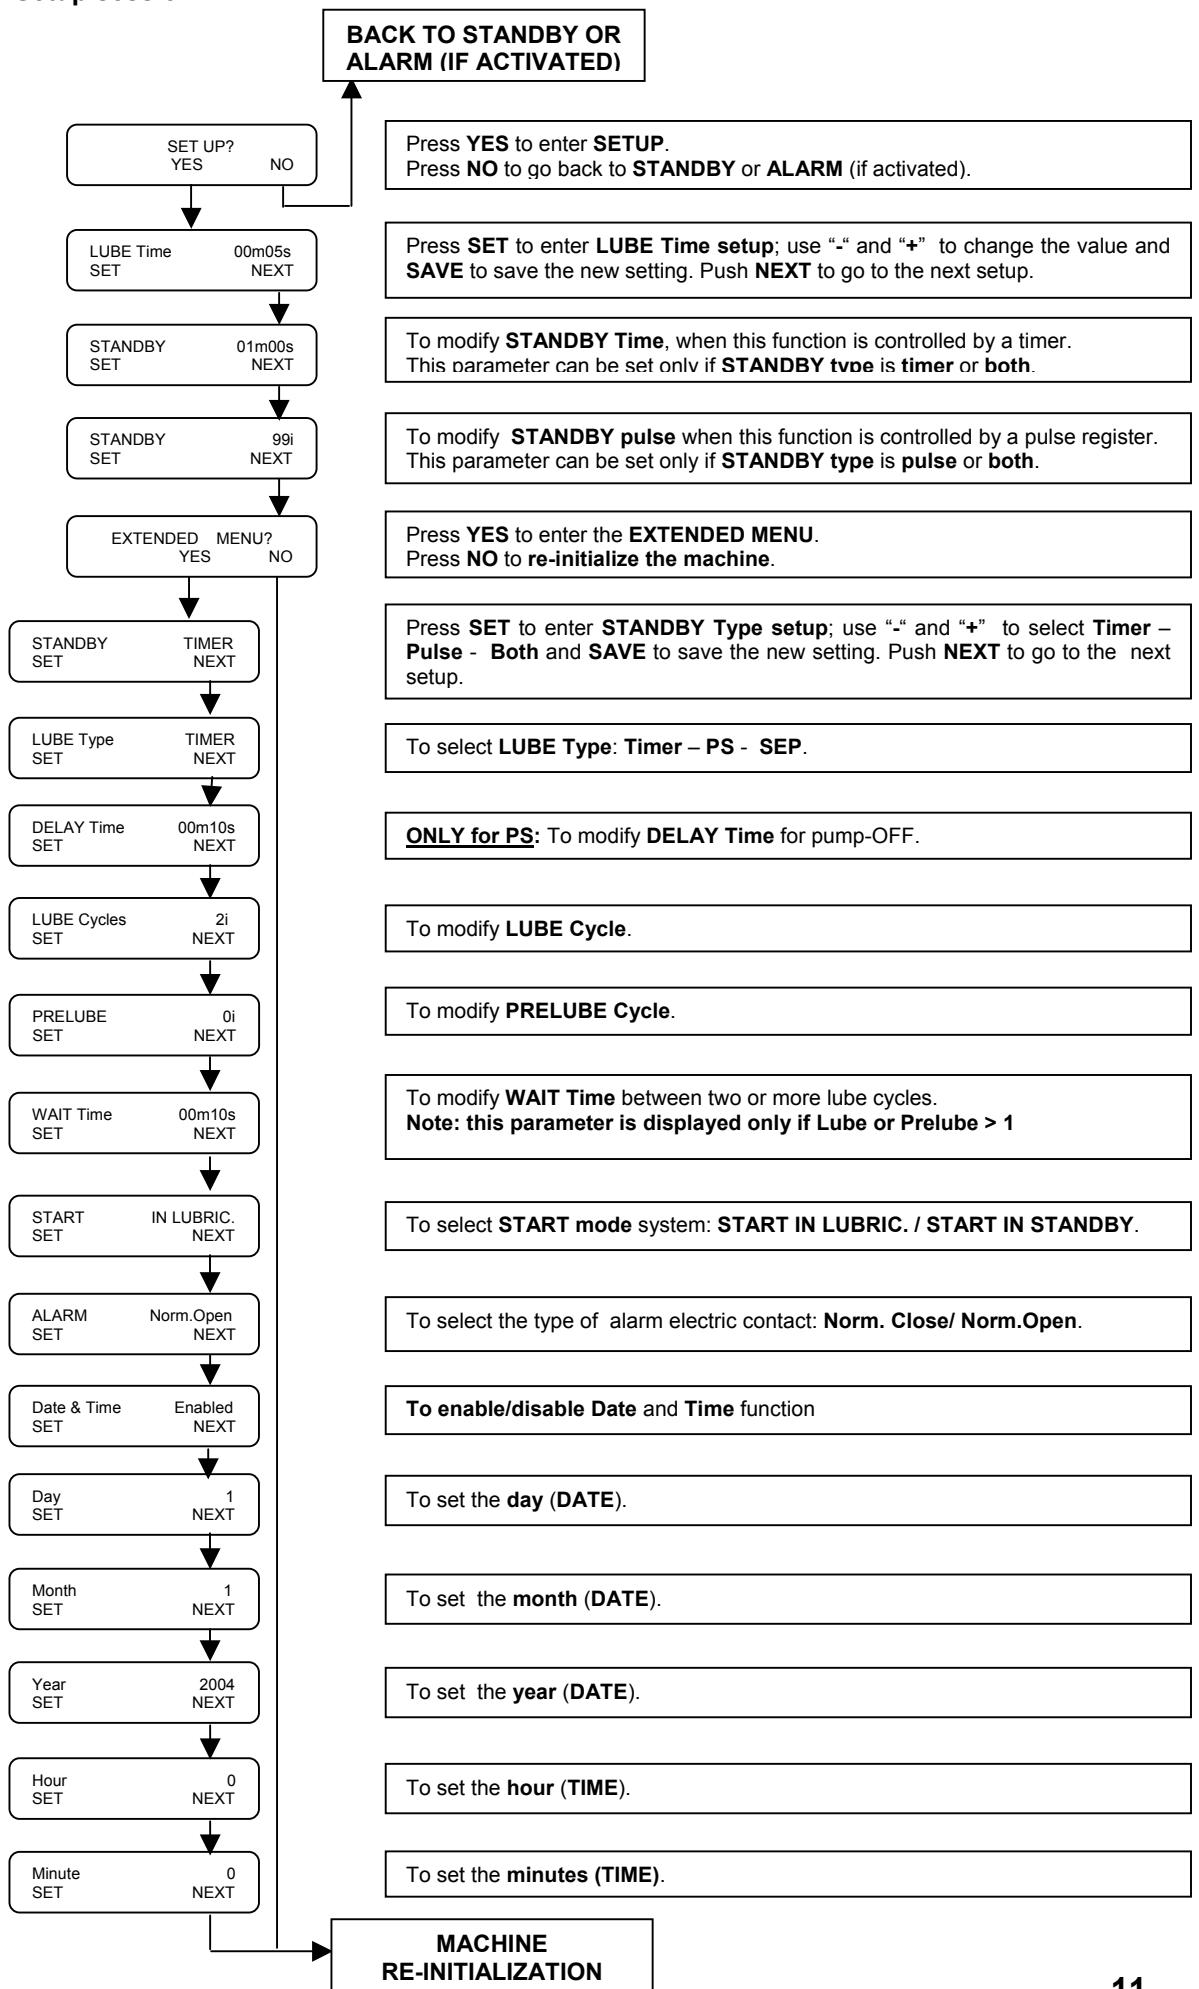 BACK TO STANDBY OR
ALARM (IF ACTIVATED)
SET UP?
YES NO
Press YES to enter SETUP.
Press NO to go back to STANDBY or ALARM (if activated).
LUBE Time 00m05s
SET NEXT
Press SET to enter LUBE Time setup; use “-“ and “+” to change the value and
SAVE to save the new setting. Push NEXT to go to the next setup.
STANDBY 01m00s
SET NEXT
To modify STANDBY Time, when this function is controlled by a timer.
This parameter can be set only if STANDBY type is timer or both.
STANDBY 99i
SET NEXT
To modify STANDBY pulse when this function is controlled by a pulse register.
This parameter can be set only if STANDBY type is pulse or both.
EXTENDED MENU?
YES NO
Press YES to enter the EXTENDED MENU.
Press NO to re-initialize the machine.
STANDBY TIMER
SET NEXT
Press SET to enter STANDBY Type setup; use “-“ and “+” to select Timer –
Pulse - Both and SAVE to save the new setting. Push NEXT to go to the next
setup.
LUBE Type TIMER
SET NEXT
To select LUBE Type: Timer – PS - SEP.
DELAY Time 00m10s
SET NEXT
ONLY for PS: To modify DELAY Time for pump-OFF.
LUBE Cycles 2i
SET NEXT
To modify LUBE Cycle.
PRELUBE 0i
SET NEXT
To modify PRELUBE Cycle.
WAIT Time 00m10s
SET NEXT
To modify WAIT Time between two or more lube cycles.
Note: this parameter is displayed only if Lube or Prelube > 1
START IN LUBRIC.
SET NEXT
To select START mode system: START IN LUBRIC. / START IN STANDBY.
ALARM Norm.Open
SET NEXT
To select the type of alarm electric contact: Norm. Close/ Norm.Open.
Date & Time Enabled
SET NEXT
To enable/disable Date and Time function
Day 1
SET NEXT
To set the day (DATE).
Month 1
SET NEXT
To set the month (DATE).
Year 2004
SET NEXT
To set the year (DATE).
Hour 0
SET NEXT
To set the hour (TIME).
Minute 0
SET NEXT
To set the minutes (TIME).
MACHINE
RE-INITIALIZATION
11